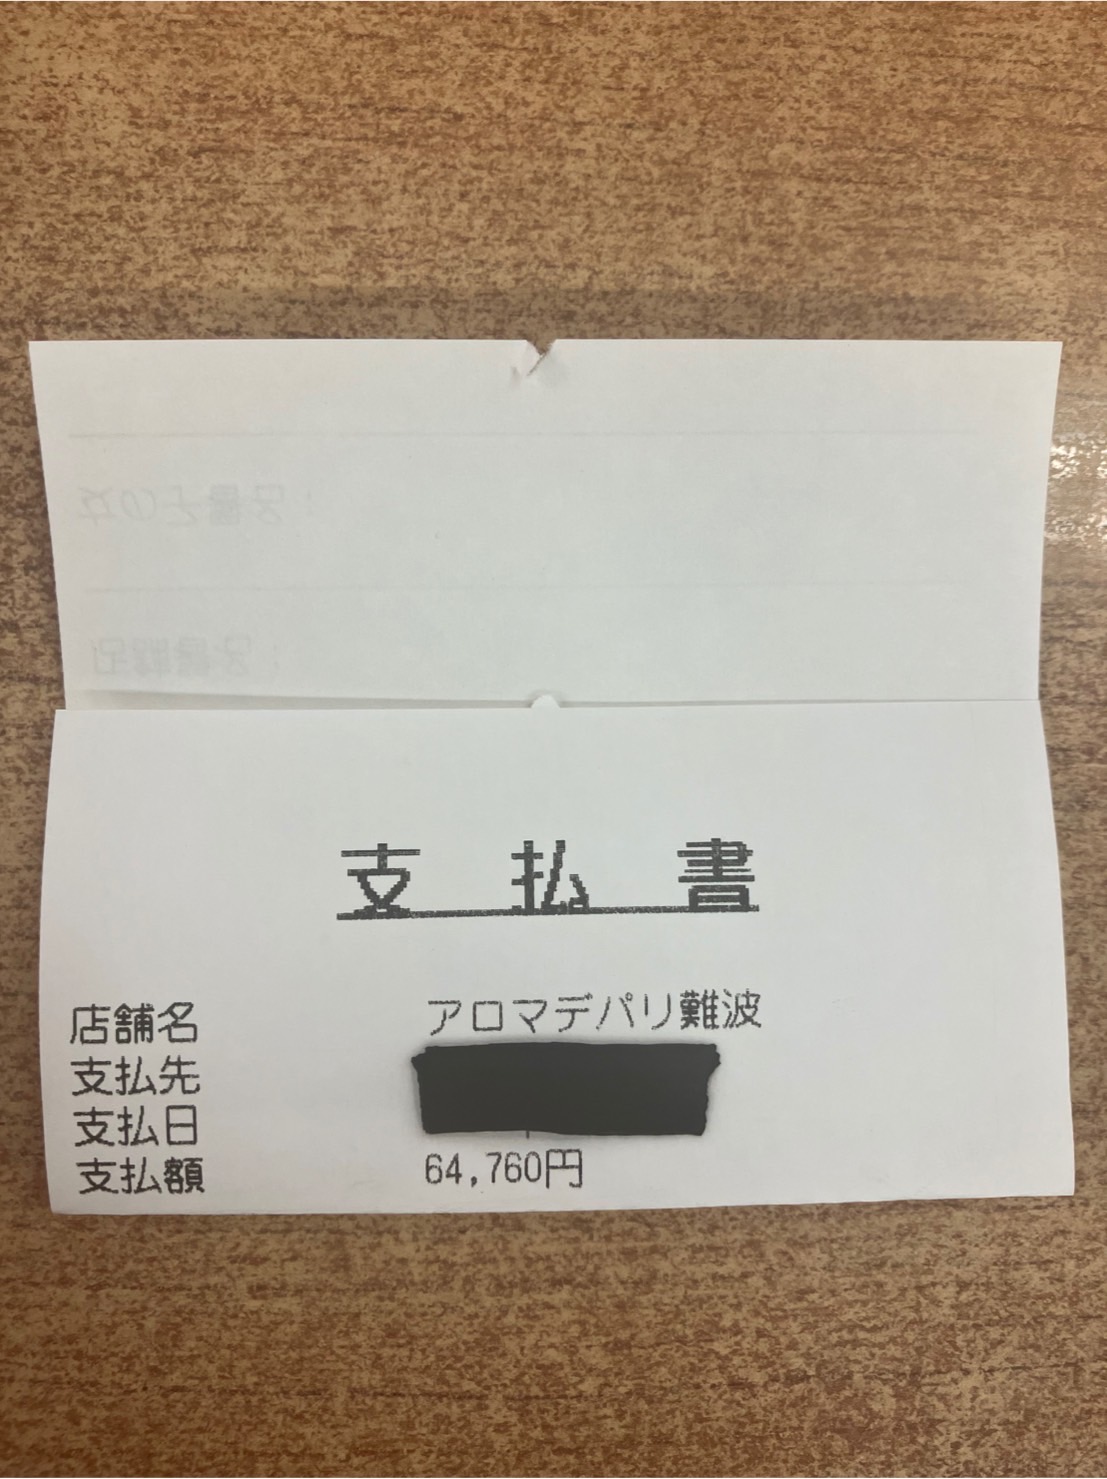 支払書
店舗名 アロマデパリ難波
支払先
支払日
支払額 64,760円